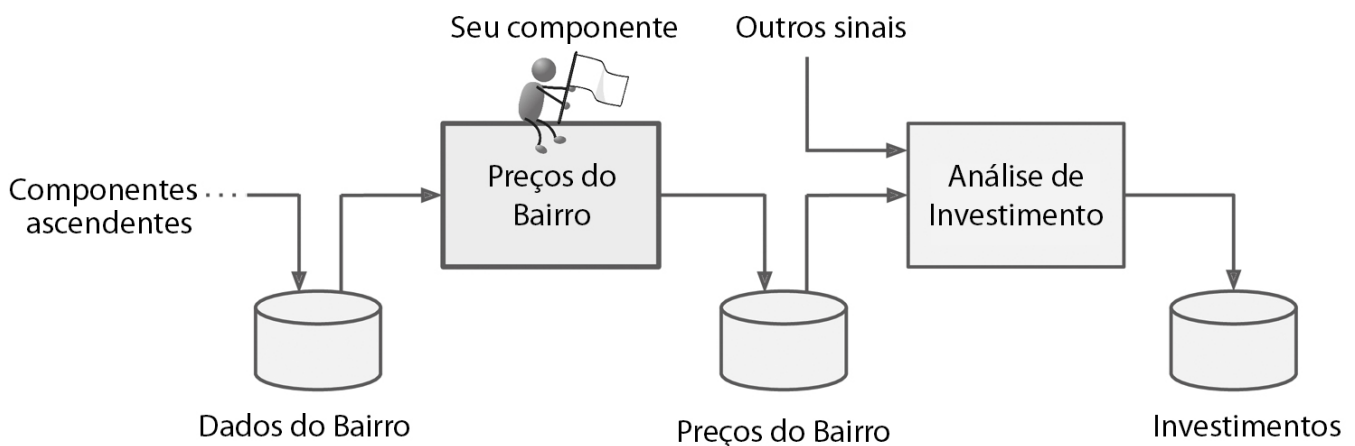 Seu componente
Outros sinais
Componentes
ascendentes
Preços do
Bairro
Análise de
Investimento
Dados do Bairro
Preços do Bairro
Investimentos